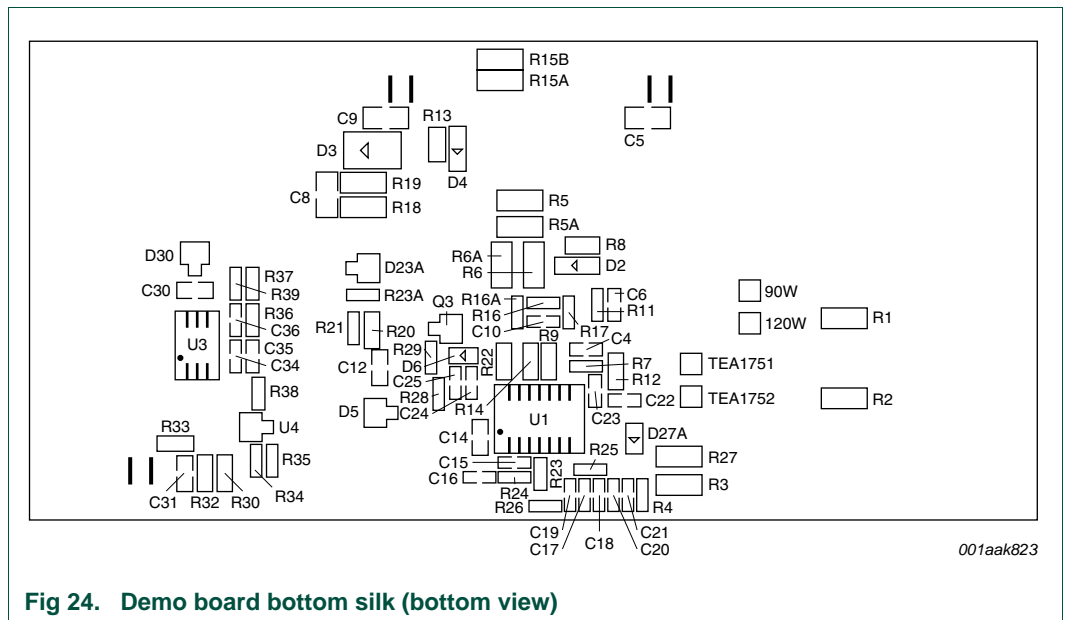 R15B
R15A
C9
R13
C5
D3
D4
R19
C8
R18
R5
R5A
D30
D23A
R6A
R8
R6
D2
C30
R37
R39
R23A
Q3
R16A
C6
R16
R11
90W
R36
C36
R21
R20
C10
R17
120W
R1
U3
R29
R9
C4
C35
D6
R22
R7
TEA1751
C34
C12
C25
R12
R38
R28
C24
R14
C23
C22
TEA1752
R2
D5
U1
U4
R33
C14
D27A
R25
R27
R35
C15
R23
C16
R24
R3
C31
R32
R30
R34
R26
R4
C19
C21
C17
C18
C20
001aak823
Fig 24. Demo board bottom silk (bottom view)